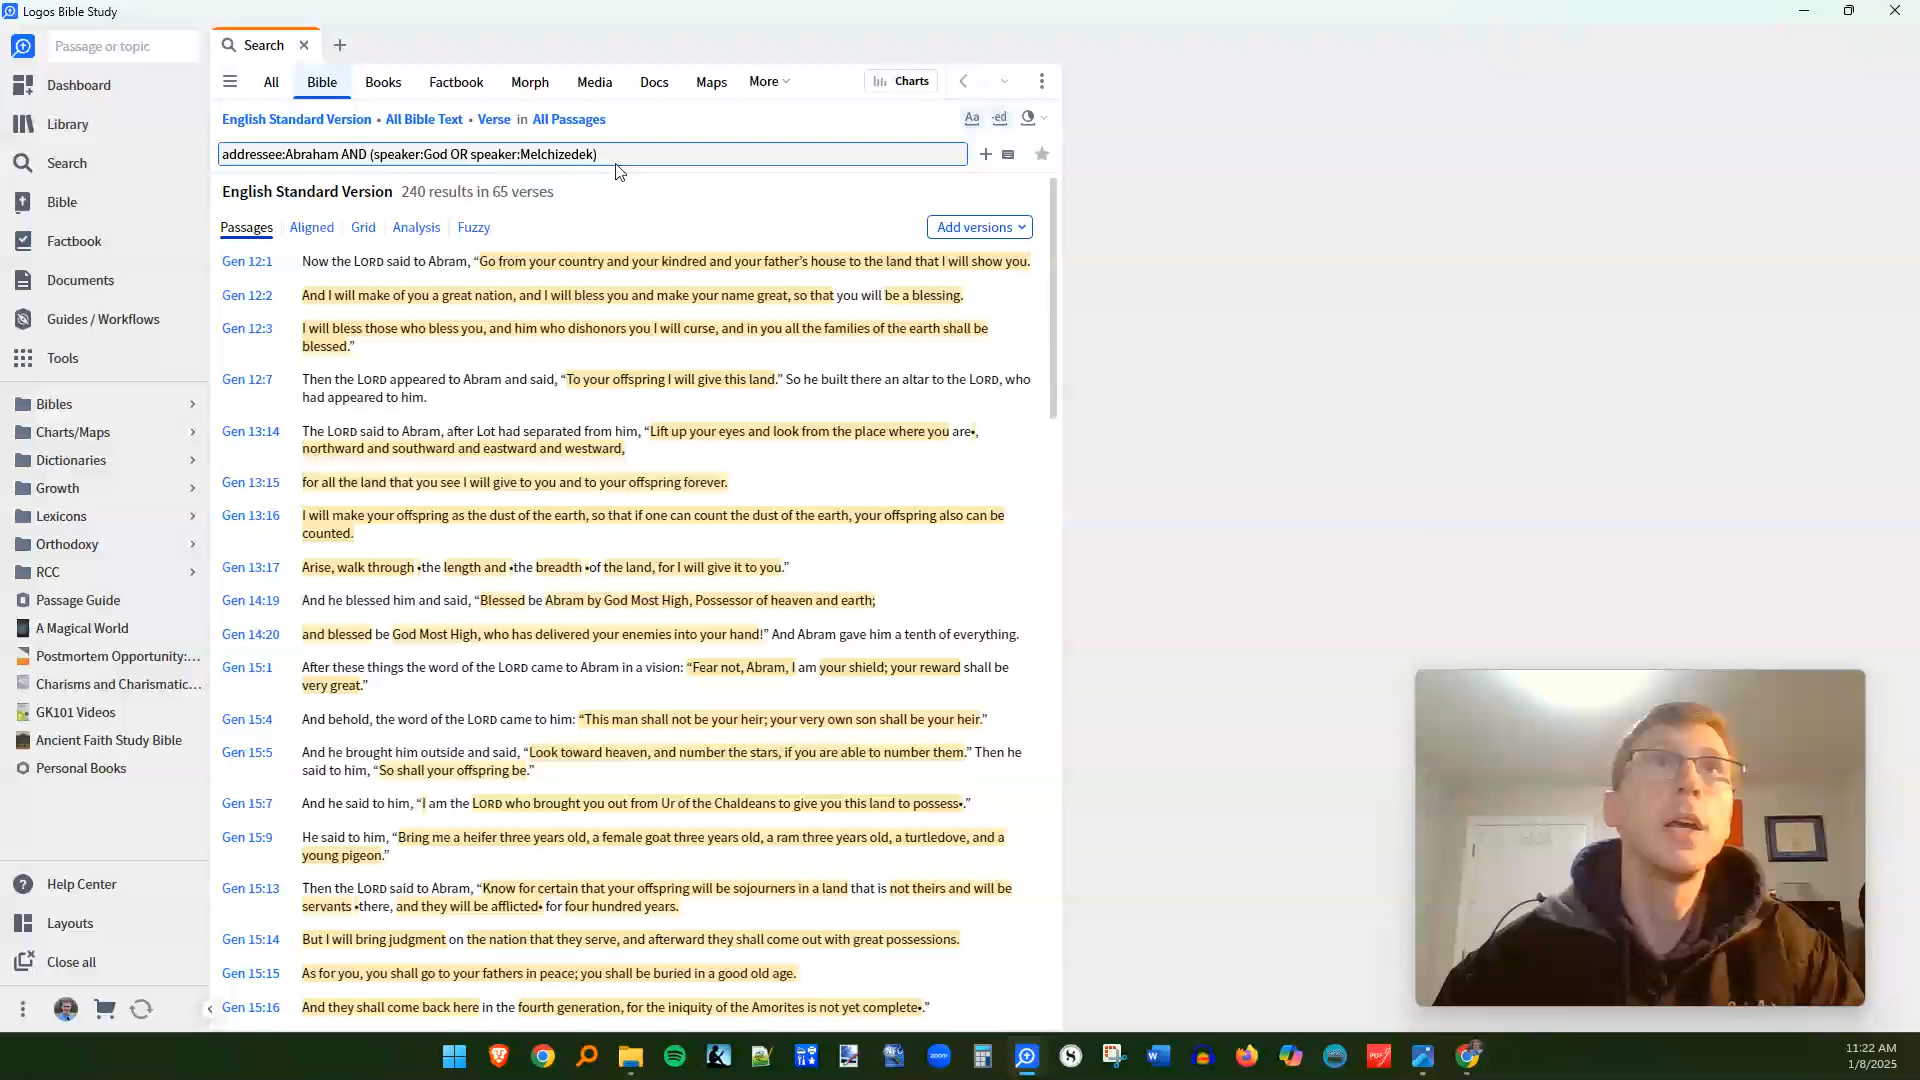 Logos Bible Study
Passage or topic
Dashboard
Library
Search
Bible
Factbook
Documents
Guides / Workflows
Tools
Bibles
Charts/Maps
Dictionaries
Growth
Lexicons
Orthodoxy
RCC
Passage Guide
A Magical World
Postmortem Opportunity:...
Charisms and Charismatic...
GK101 Videos
Ancient Faith Study Bible
Personal Books
Help Center
Layouts
Close all
Search
All Bible Books Factbook Morph Media Docs Maps More Charts
English Standard Version • All Bible Text • Verse in All Passages
Aa -ed
addressee:Abraham AND (speaker:God OR speaker:Melchizedek)
English Standard Version 240 results in 65 verses
Passages Aligned Grid Analysis Fuzzy Add versions
Gen 12:1 Now the LORD said to Abram, “Go from your country and your kindred and your father’s house to the land that I will show you.
Gen 12:2 And I will make of you a great nation, and I will bless you and make your name great, so that you will be a blessing.
Gen 12:3 I will bless those who bless you, and him who dishonors you I will curse, and in you all the families of the earth shall be
blessed.”
Gen 12:7 Then the LORD appeared to Abram and said, “To your offspring I will give this land.” So he built there an altar to the LORD, who
had appeared to him.
Gen 13:14 The LORD said to Abram, after Lot had separated from him, “Lift up your eyes and look from the place where you are•,
northward and southward and eastward and westward,
Gen 13:15 for all the land that you see I will give to you and to your offspring forever.
Gen 13:16 I will make your offspring as the dust of the earth, so that if one can count the dust of the earth, your offspring also can be
counted.
Gen 13:17 Arise, walk through •the length and •the breadth •of the land, for I will give it to you.”
Gen 14:19 And he blessed him and said, “Blessed be Abram by God Most High, Possessor of heaven and earth;
Gen 14:20 and blessed be God Most High, who has delivered your enemies into your hand!” And Abram gave him a tenth of everything.
Gen 15:1 After these things the word of the LORD came to Abram in a vision: “Fear not, Abram, I am your shield; your reward shall be
very great.”
Gen 15:4 And behold, the word of the LORD came to him: “This man shall not be your heir; your very own son shall be your heir.”
Gen 15:5 And he brought him outside and said, “Look toward heaven, and number the stars, if you are able to number them.” Then he
said to him, “So shall your offspring be.”
Gen 15:7 And he said to him, “I am the LORD who brought you out from Ur of the Chaldeans to give you this land to possess•.”
Gen 15:9 He said to him, “Bring me a heifer three years old, a female goat three years old, a ram three years old, a turtledove, and a
young pigeon.”
Gen 15:13 Then the LORD said to Abram, “Know for certain that your offspring will be sojourners in a land that is not theirs and will be
servants •there, and they will be afflicted• for four hundred years.
Gen 15:14 But I will bring judgment on the nation that they serve, and afterward they shall come out with great possessions.
Gen 15:15 As for you, you shall go to your fathers in peace; you shall be buried in a good old age.
Gen 15:16 And they shall come back here in the fourth generation, for the iniquity of the Amorites is not yet complete•.”
zoom
11:22 AM
1/8/2025